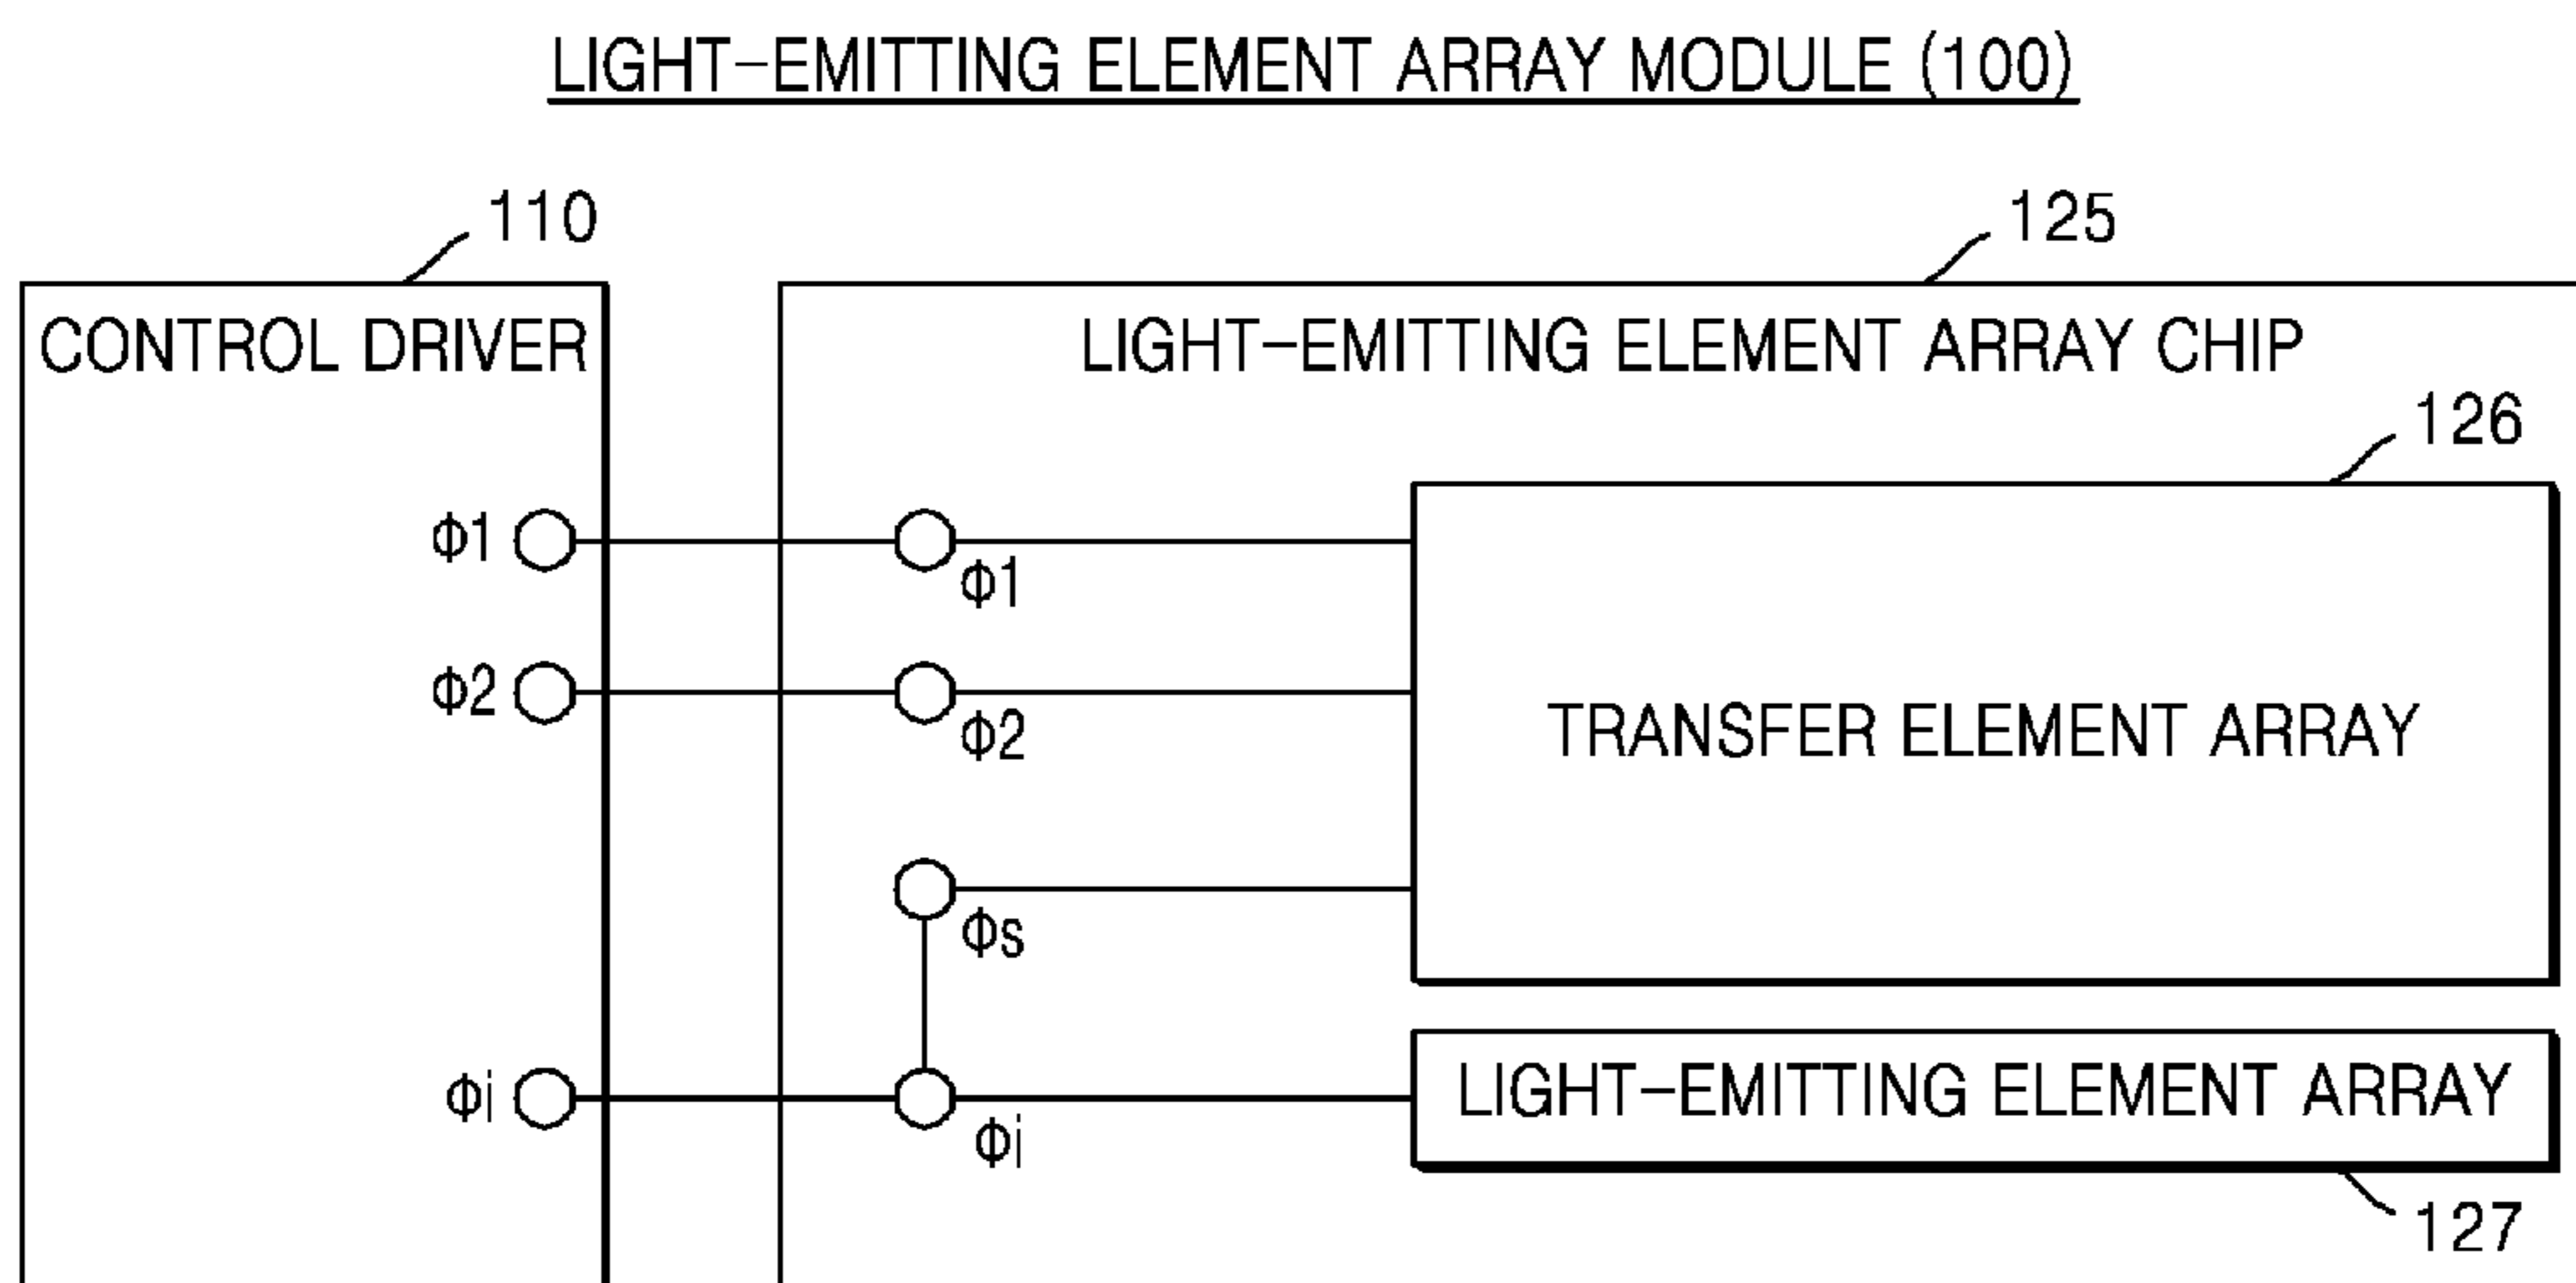 LIGHT-EMITTING ELEMENT ARRAY MODULE (100)
110
125
CONTROL DRIVER
LIGHT-EMITTING ELEMENT ARRAY CHIP
126
ϕ1
ϕ1
ϕ2
ϕ2
TRANSFER ELEMENT ARRAY
ϕs
ϕi
ϕi
LIGHT-EMITTING ELEMENT ARRAY
127